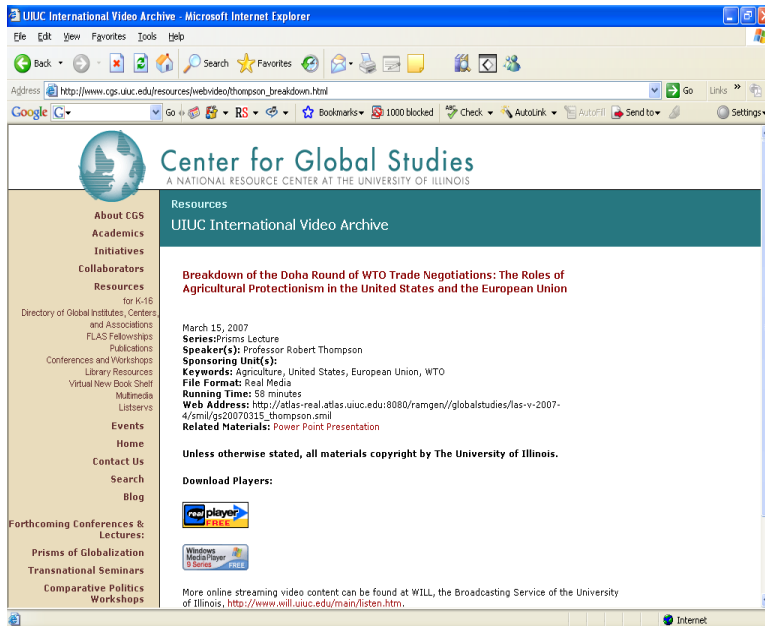 UIUC International Video Archive - Microsoft Internet Explorer
File Edit View Favorites Tools Help
Back Search Favorites
Address http://www.cgs.uiuc.edu/resources/webvideo/thompson_breakdown.html Go Links »
Google G Go RS Bookmarks 1000 blocked ABC Check AutoLink AutoFill Send to Settings
Center for Global Studies
A NATIONAL RESOURCE CENTER AT THE UNIVERSITY OF ILLINOIS
Resources
UIUC International Video Archive
About CGS
Academics
Initiatives
Collaborators
Resources
for K-16
Directory of Global Institutes, Centers,
and Associations
FLAS Fellowships
Publications
Conferences and Workshops
Library Resources
Virtual New Book Shelf
Multimedia
Listservs
Events
Home
Contact Us
Search
Blog
Forthcoming Conferences &
Lectures:
Prisms of Globalization
Transnational Seminars
Comparative Politics
Workshops
Breakdown of the Doha Round of WTO Trade Negotiations: The Roles of
Agricultural Protectionism in the United States and the European Union
March 15, 2007
Series:Prisms Lecture
Speaker(s): Professor Robert Thompson
Sponsoring Unit(s):
Keywords: Agriculture, United States, European Union, WTO
File Format: Real Media
Running Time: 58 minutes
Web Address: http://atlas-real.atlas.uiuc.edu:8080/ramgen//globalstudies/las-v-2007-
4/smil/gs20070315_thompson.smil
Related Materials: Power Point Presentation
Unless otherwise stated, all materials copyright by The University of Illinois.
Download Players:
real player
FREE
Windows
Media Player
9 Series FREE
More online streaming video content can be found at WILL, the Broadcasting Service of the University
of Illinois, http://www.will.uiuc.edu/main/listen.htm.
Internet